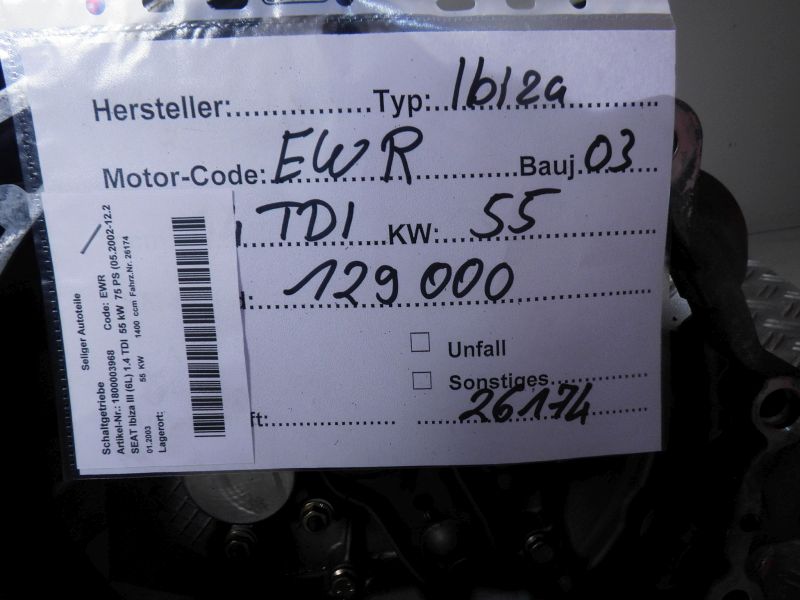 Hersteller: Typ: Ibiza
Motor-Code: EWR Bauj 03
TDI KW: 55
129000
Unfall
Sonstiges
26174
Seliger Autoteile
Schaltgetriebe Code: EWR
Artikel-Nr.: 1800003968
SEAT Ibiza III (6L) 1.4 TDI 55 kW 75 PS (05.2002-12.2
01.2003 55 KW 1400 ccm Fahrz.Nr. 26174
Lagerort: